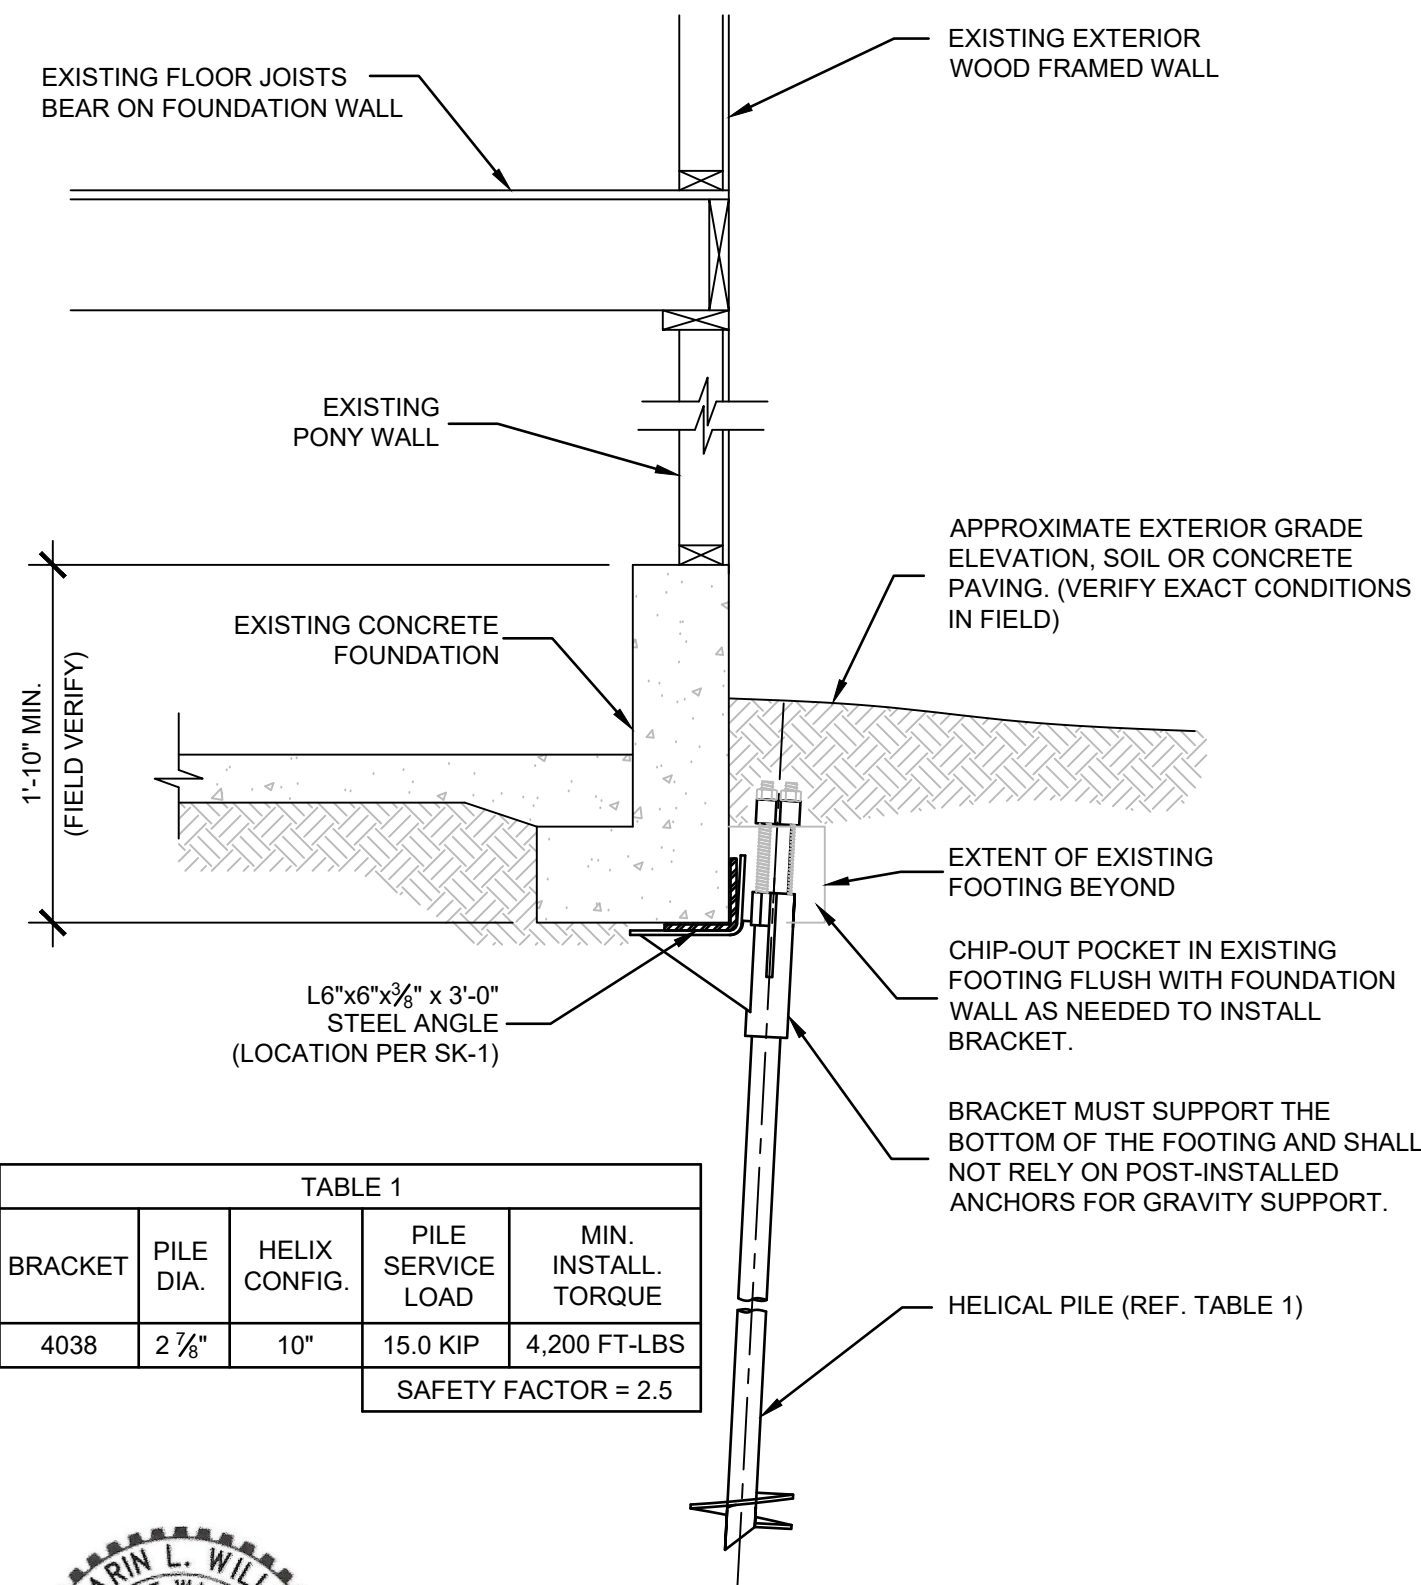 EXISTING EXTERIOR
WOOD FRAMED WALL
EXISTING FLOOR JOISTS
BEAR ON FOUNDATION WALL
EXISTING
PONY WALL
APPROXIMATE EXTERIOR GRADE
ELEVATION, SOIL OR CONCRETE
PAVING. (VERIFY EXACT CONDITIONS
IN FIELD)
EXISTING CONCRETE
FOUNDATION
1'-10" MIN.
(FIELD VERIFY)
EXTENT OF EXISTING
FOOTING BEYOND
CHIP-OUT POCKET IN EXISTING
FOOTING FLUSH WITH FOUNDATION
WALL AS NEEDED TO INSTALL
BRACKET.
L6"x6"x⅜" x 3'-0"
STEEL ANGLE
(LOCATION PER SK-1)
BRACKET MUST SUPPORT THE
BOTTOM OF THE FOOTING AND SHALL
NOT RELY ON POST-INSTALLED
ANCHORS FOR GRAVITY SUPPORT.
HELICAL PILE (REF. TABLE 1)
TABLE 1
BRACKET PILE DIA. HELIX CONFIG. PILE SERVICE LOAD MIN. INSTALL. TORQUE
4038 2 ⅞" 10" 15.0 KIP 4,200 FT-LBS
SAFETY FACTOR = 2.5
L.